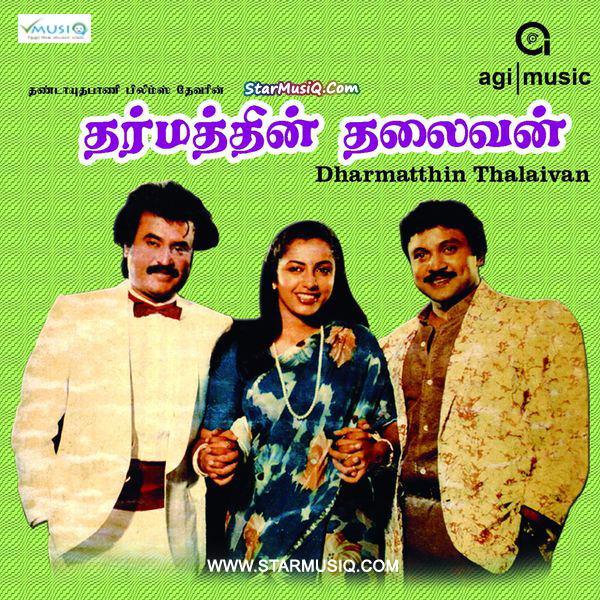 VMUSIQ
agi|music
தண்டாயுதபாணி பிலிம்ஸ் தேவரின்
StarMusiQ.Com
தர்மத்தின் தலைவன்
Dharmatthin Thalaivan
WWW.STARMUSIQ.COM